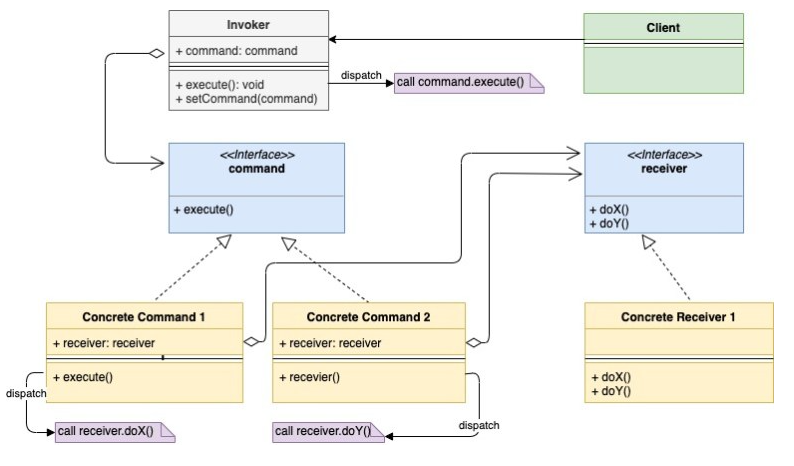 Invoker
+ command: command
+ execute(): void
+ setCommand(command)
dispatch
call command.execute()
Client
<<Interface>>
command
+ execute()
<<Interface>>
receiver
+ doX()
+ doY()
Concrete Command 1
+ receiver: receiver
+ execute()
dispatch
call receiver.doX()
Concrete Command 2
+ receiver: receiver
+ recevier()
dispatch
call receiver.doY()
Concrete Receiver 1
+ doX()
+ doY()